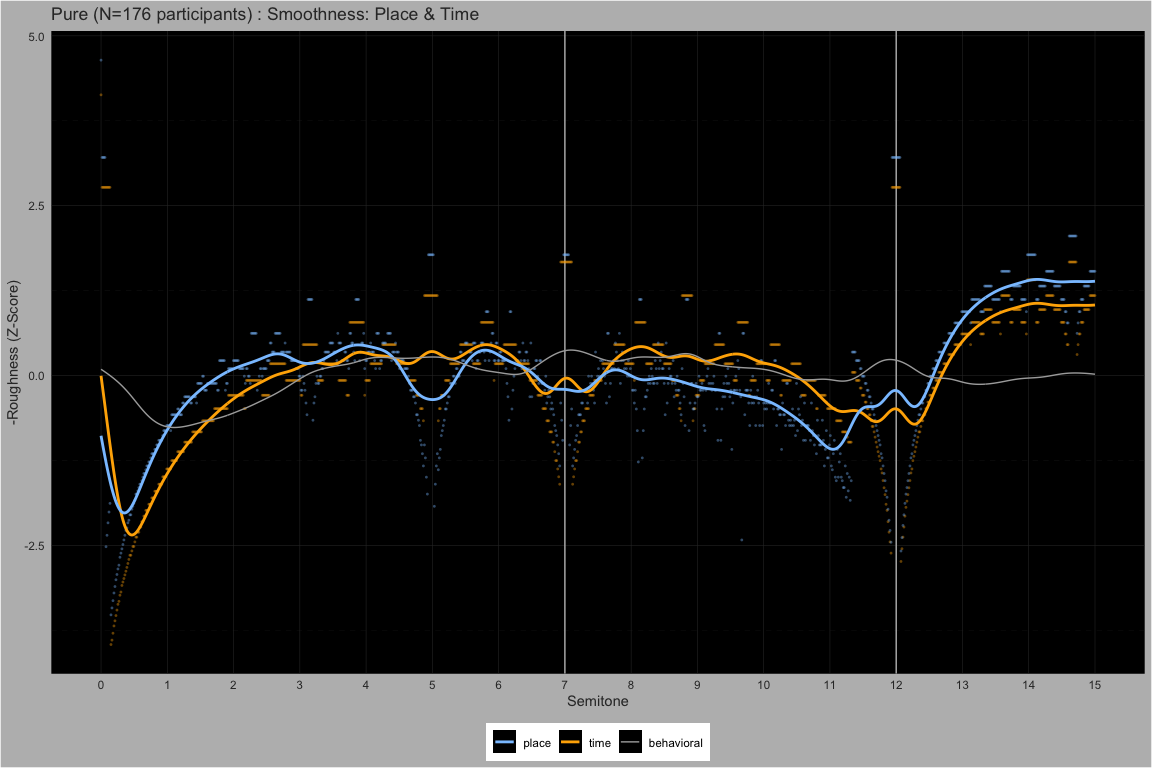 Pure (N=176 participants) : Smoothness: Place & Time
-Roughness (Z-Score)
5.0
2.5
0.0
-2.5
0 1 2 3 4 5 6 7 8 9 10 11 12 13 14 15
Semitone
place time behavioral